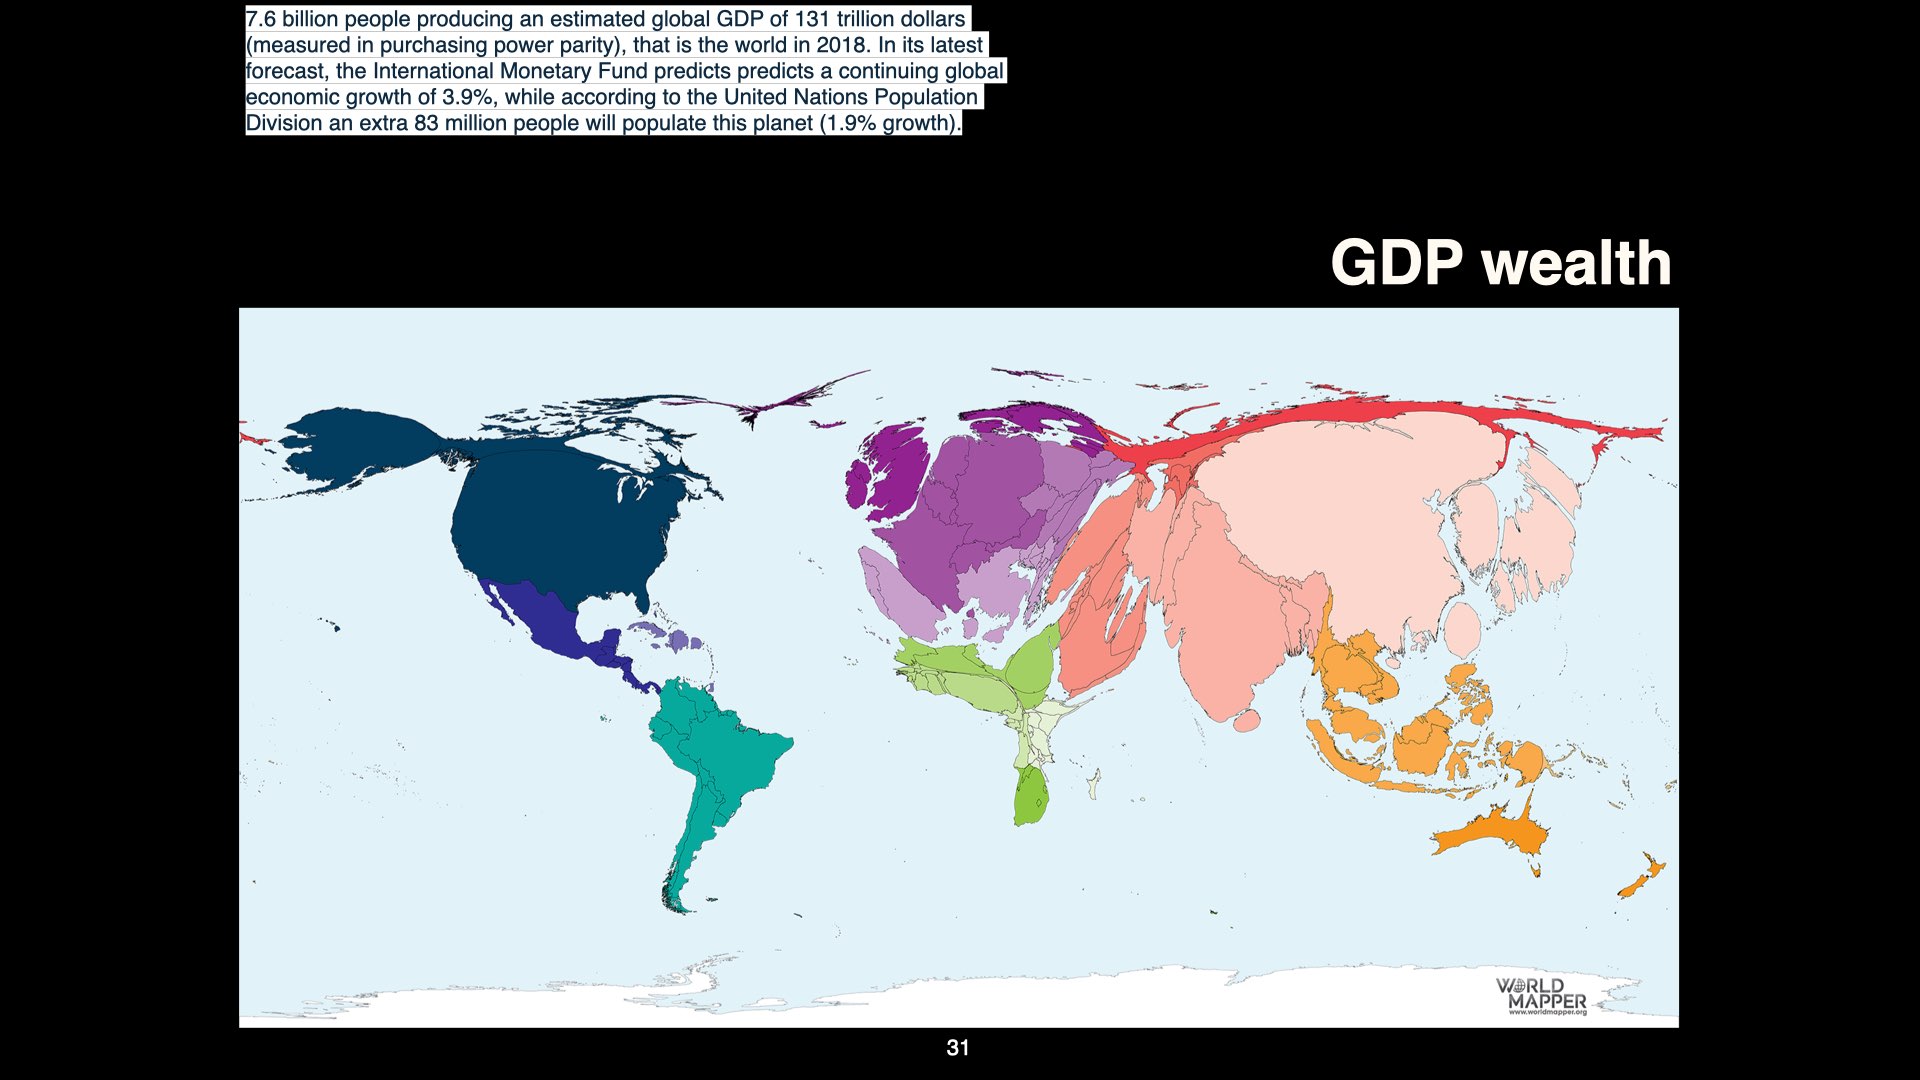 7.6 billion people producing an estimated global GDP of 131 trillion dollars
(measured in purchasing power parity), that is the world in 2018. In its latest
forecast, the International Monetary Fund predicts predicts a continuing global
economic growth of 3.9%, while according to the United Nations Population
Division an extra 83 million people will populate this planet (1.9% growth).
GDP wealth
WORLD
MAPPER
www.worldmapper.org
31